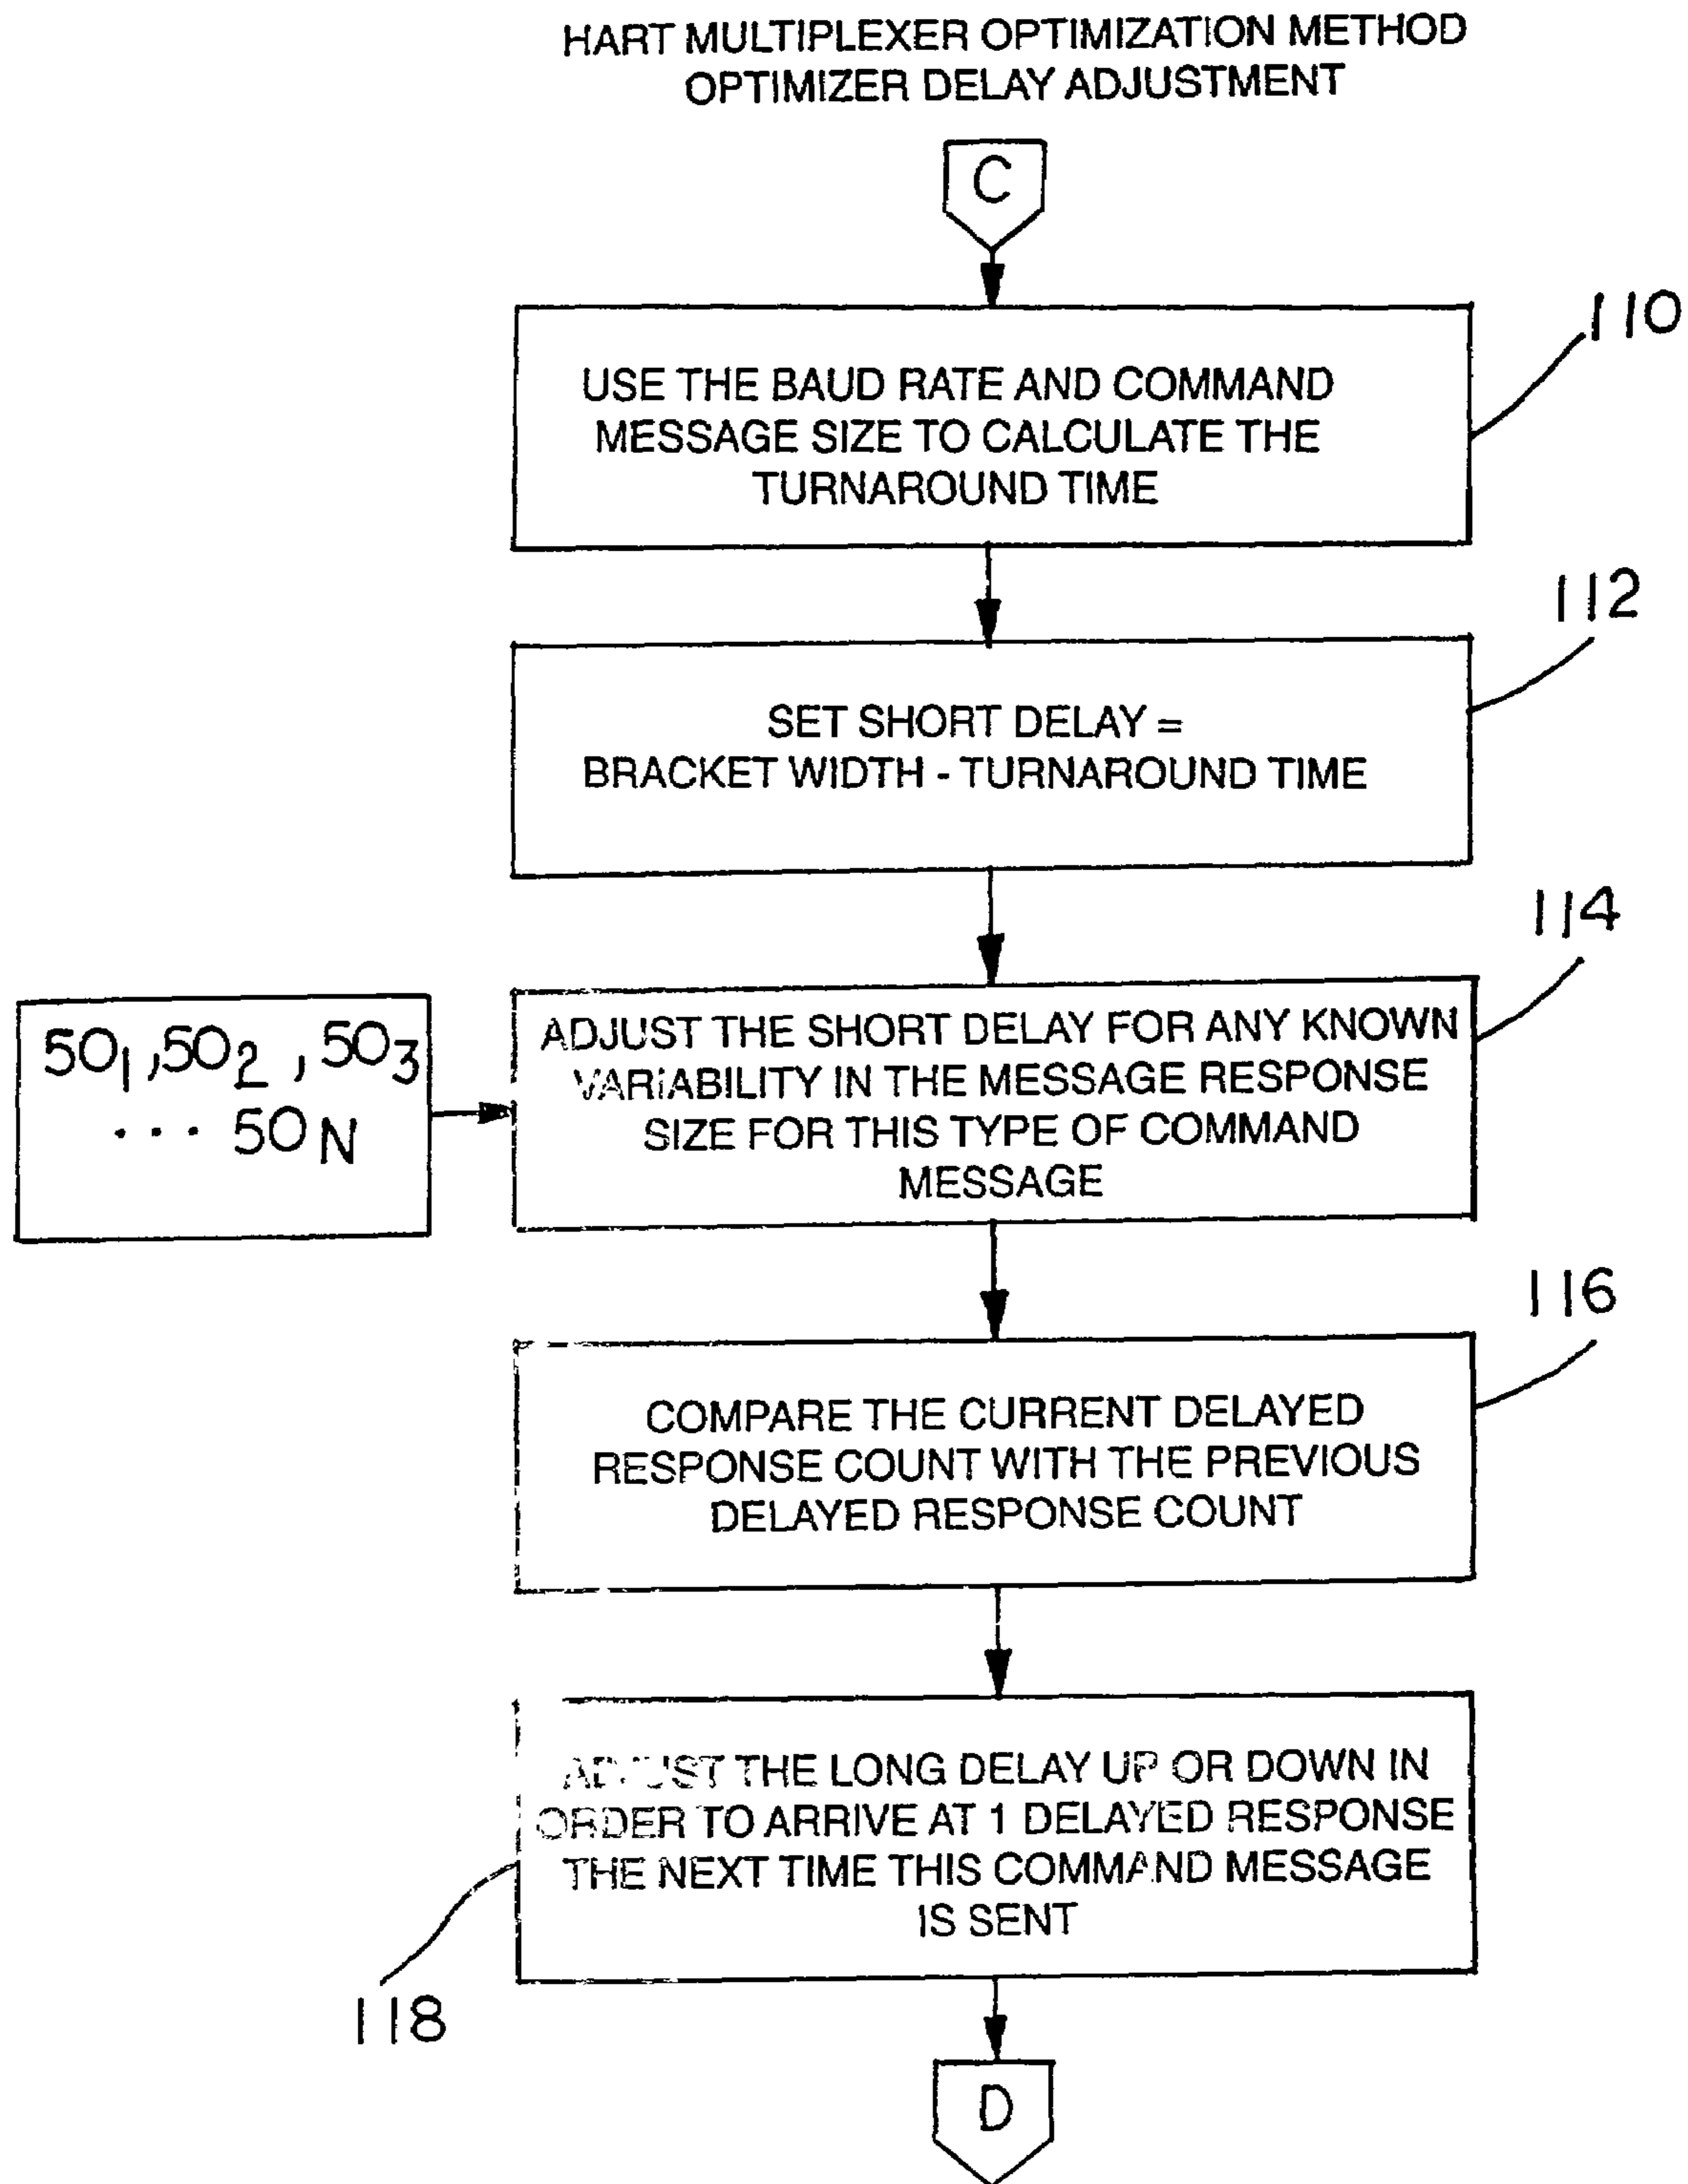 HART MULTIPLEXER OPTIMIZATION METHOD
OPTIMIZER DELAY ADJUSTMENT
C
110
USE THE BAUD RATE AND COMMAND
MESSAGE SIZE TO CALCULATE THE
TURNAROUND TIME
112
SET SHORT DELAY =
BRACKET WIDTH - TURNAROUND TIME
114
50₁, 50₂, 50₃
... 50N
ADJUST THE SHORT DELAY FOR ANY KNOWN
VARIABILITY IN THE MESSAGE RESPONSE
SIZE FOR THIS TYPE OF COMMAND
MESSAGE
116
COMPARE THE CURRENT DELAYED
RESPONSE COUNT WITH THE PREVIOUS
DELAYED RESPONSE COUNT
ADJUST THE LONG DELAY UP OR DOWN IN
ORDER TO ARRIVE AT 1 DELAYED RESPONSE
THE NEXT TIME THIS COMMAND MESSAGE
IS SENT
118
D